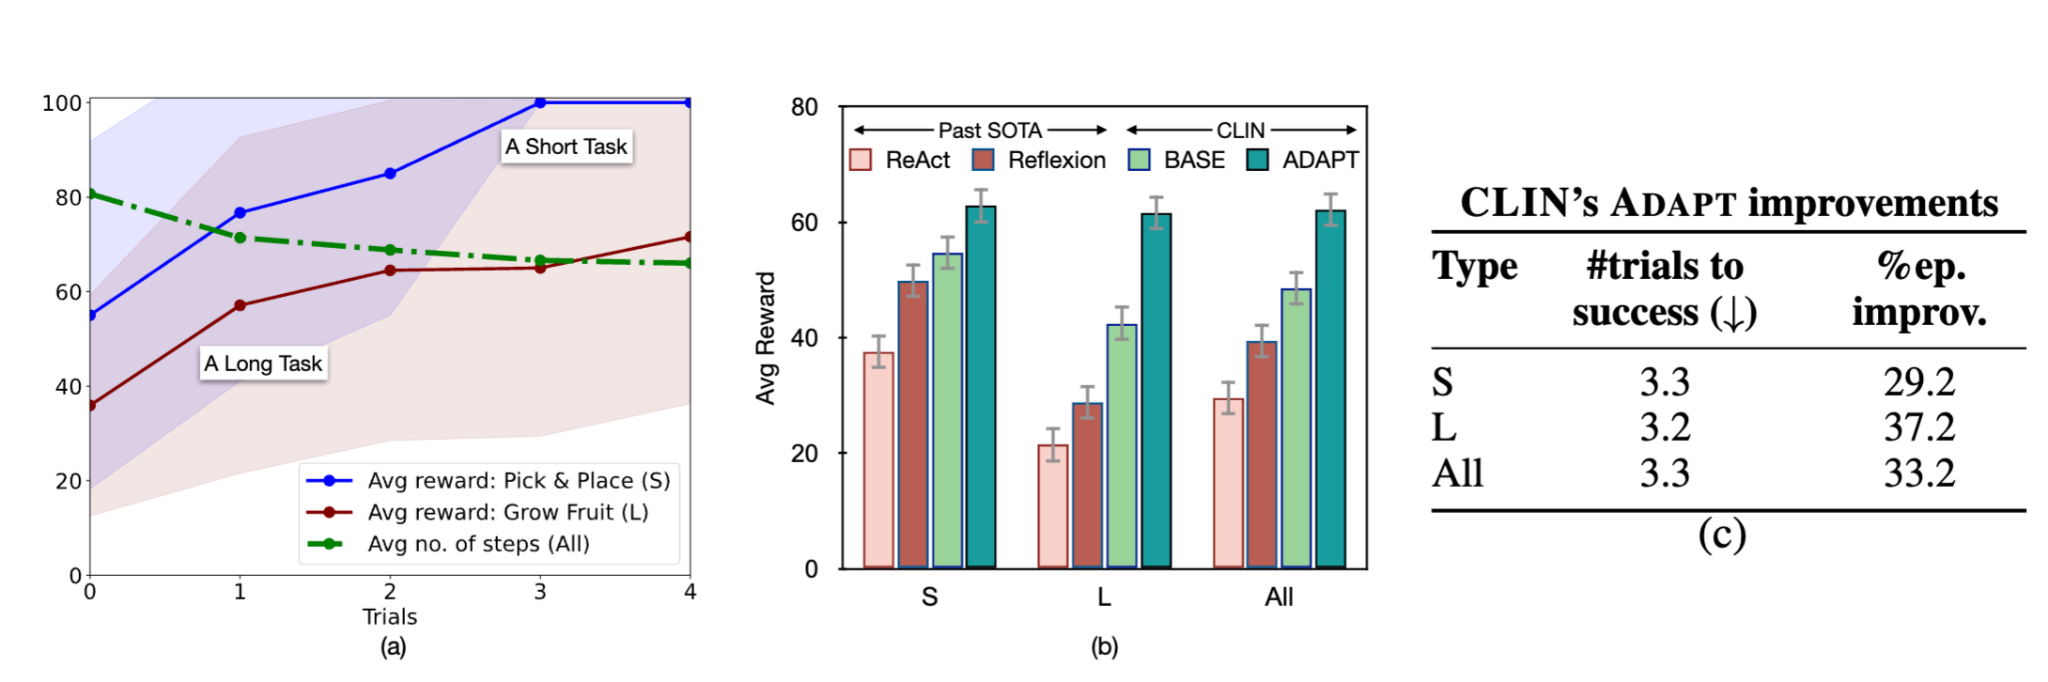 100
80
60
40
20
0
A Short Task
A Long Task
Avg reward: Pick & Place (S)
Avg reward: Grow Fruit (L)
Avg no. of steps (All)
0 1 2 3 4
Trials
(a)
80
60
40
20
0
Avg Reward
Past SOTA CLIN
ReAct Reflexion BASE ADAPT
S L All
(b)
CLIN's ADAPT improvements
Type #trials to %ep.
success (↓) improv.
S 3.3 29.2
L 3.2 37.2
All 3.3 33.2
(c)